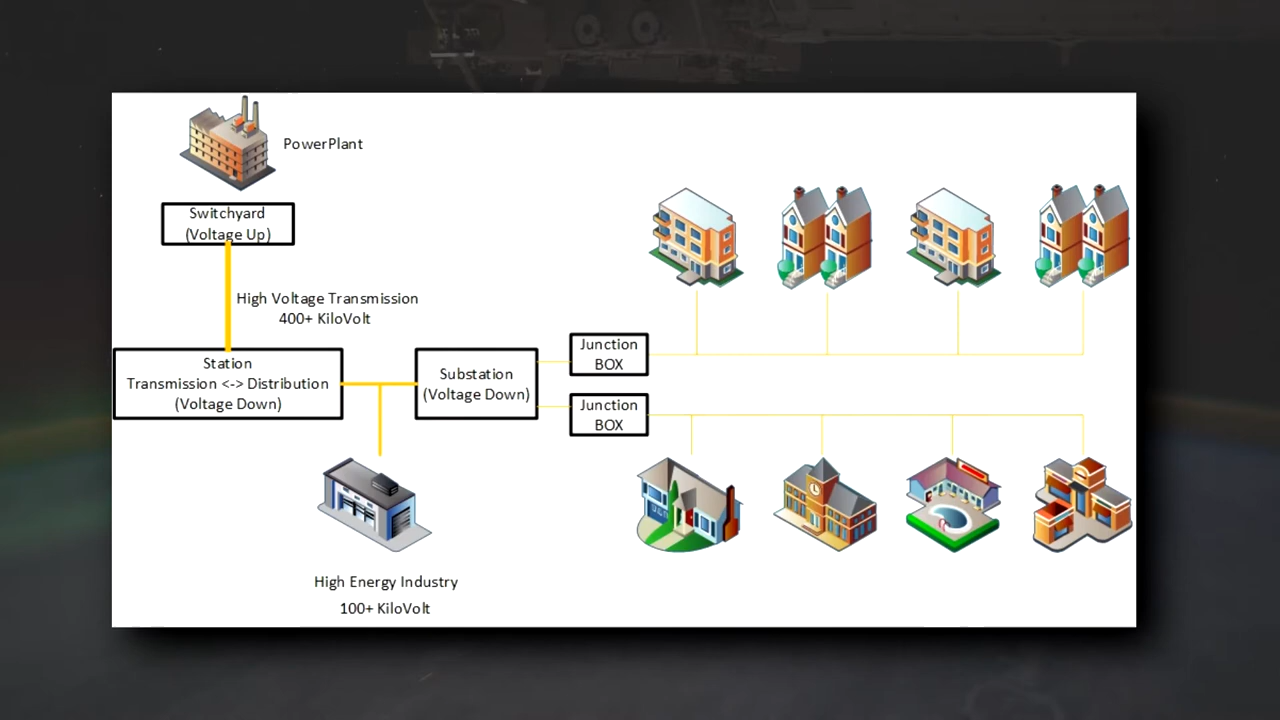 PowerPlant
Switchyard
(Voltage Up)
High Voltage Transmission
400+ KiloVolt
Station
Transmission <-> Distribution
(Voltage Down)
Substation
(Voltage Down)
Junction
BOX
Junction
BOX
High Energy Industry
100+ KiloVolt